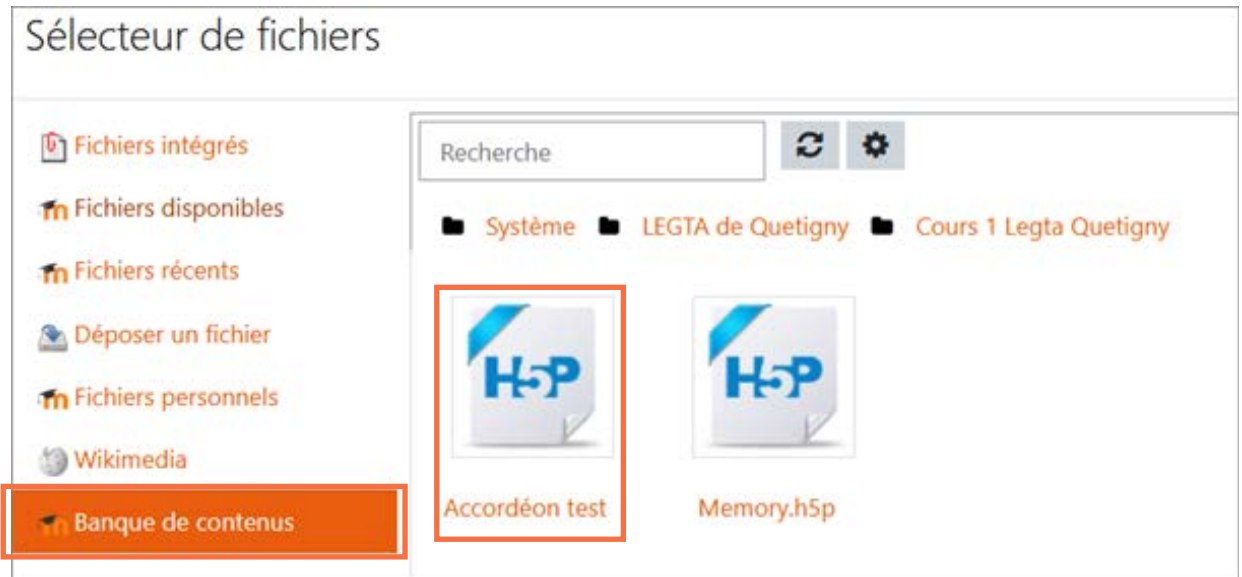 Sélecteur de fichiers
Fichiers intégrés
Fichiers disponibles
Fichiers récents
Déposer un fichier
Fichiers personnels
Wikimedia
Banque de contenus
Recherche
Système LEGTA de Quetigny Cours 1 Legta Quetigny
H5P H5P
Accordéon test Memory.h5p